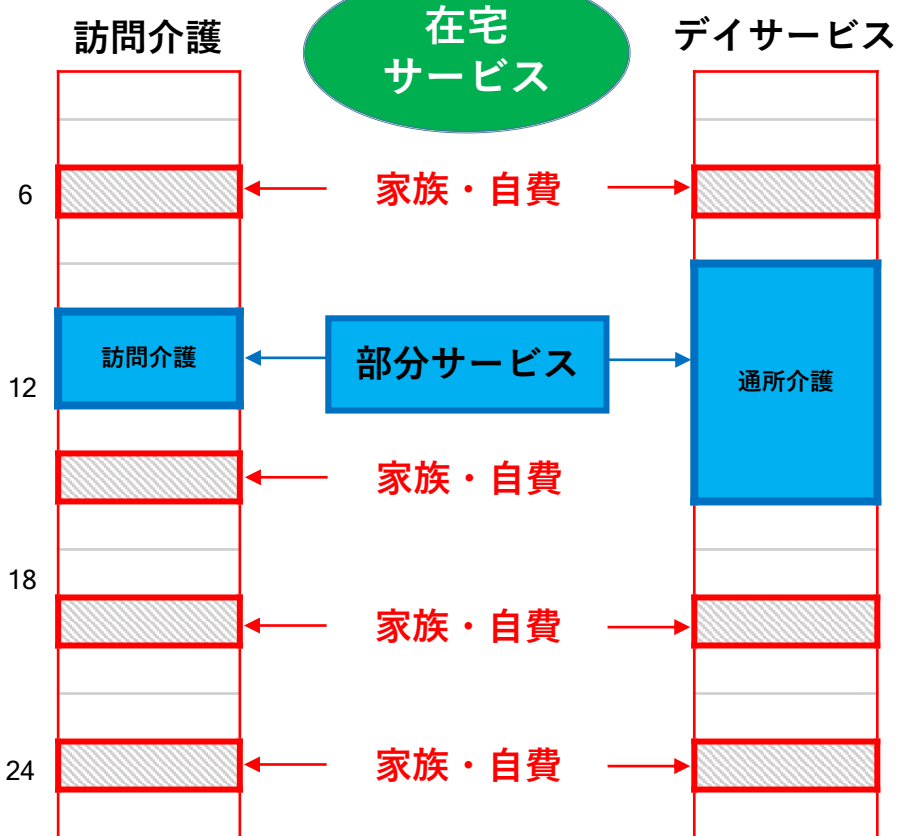 訪問介護
在宅
サービス
デイサービス
6
家族・自費
訪問介護
部分サービス
通所介護
12
家族・自費
18
家族・自費
24
家族・自費